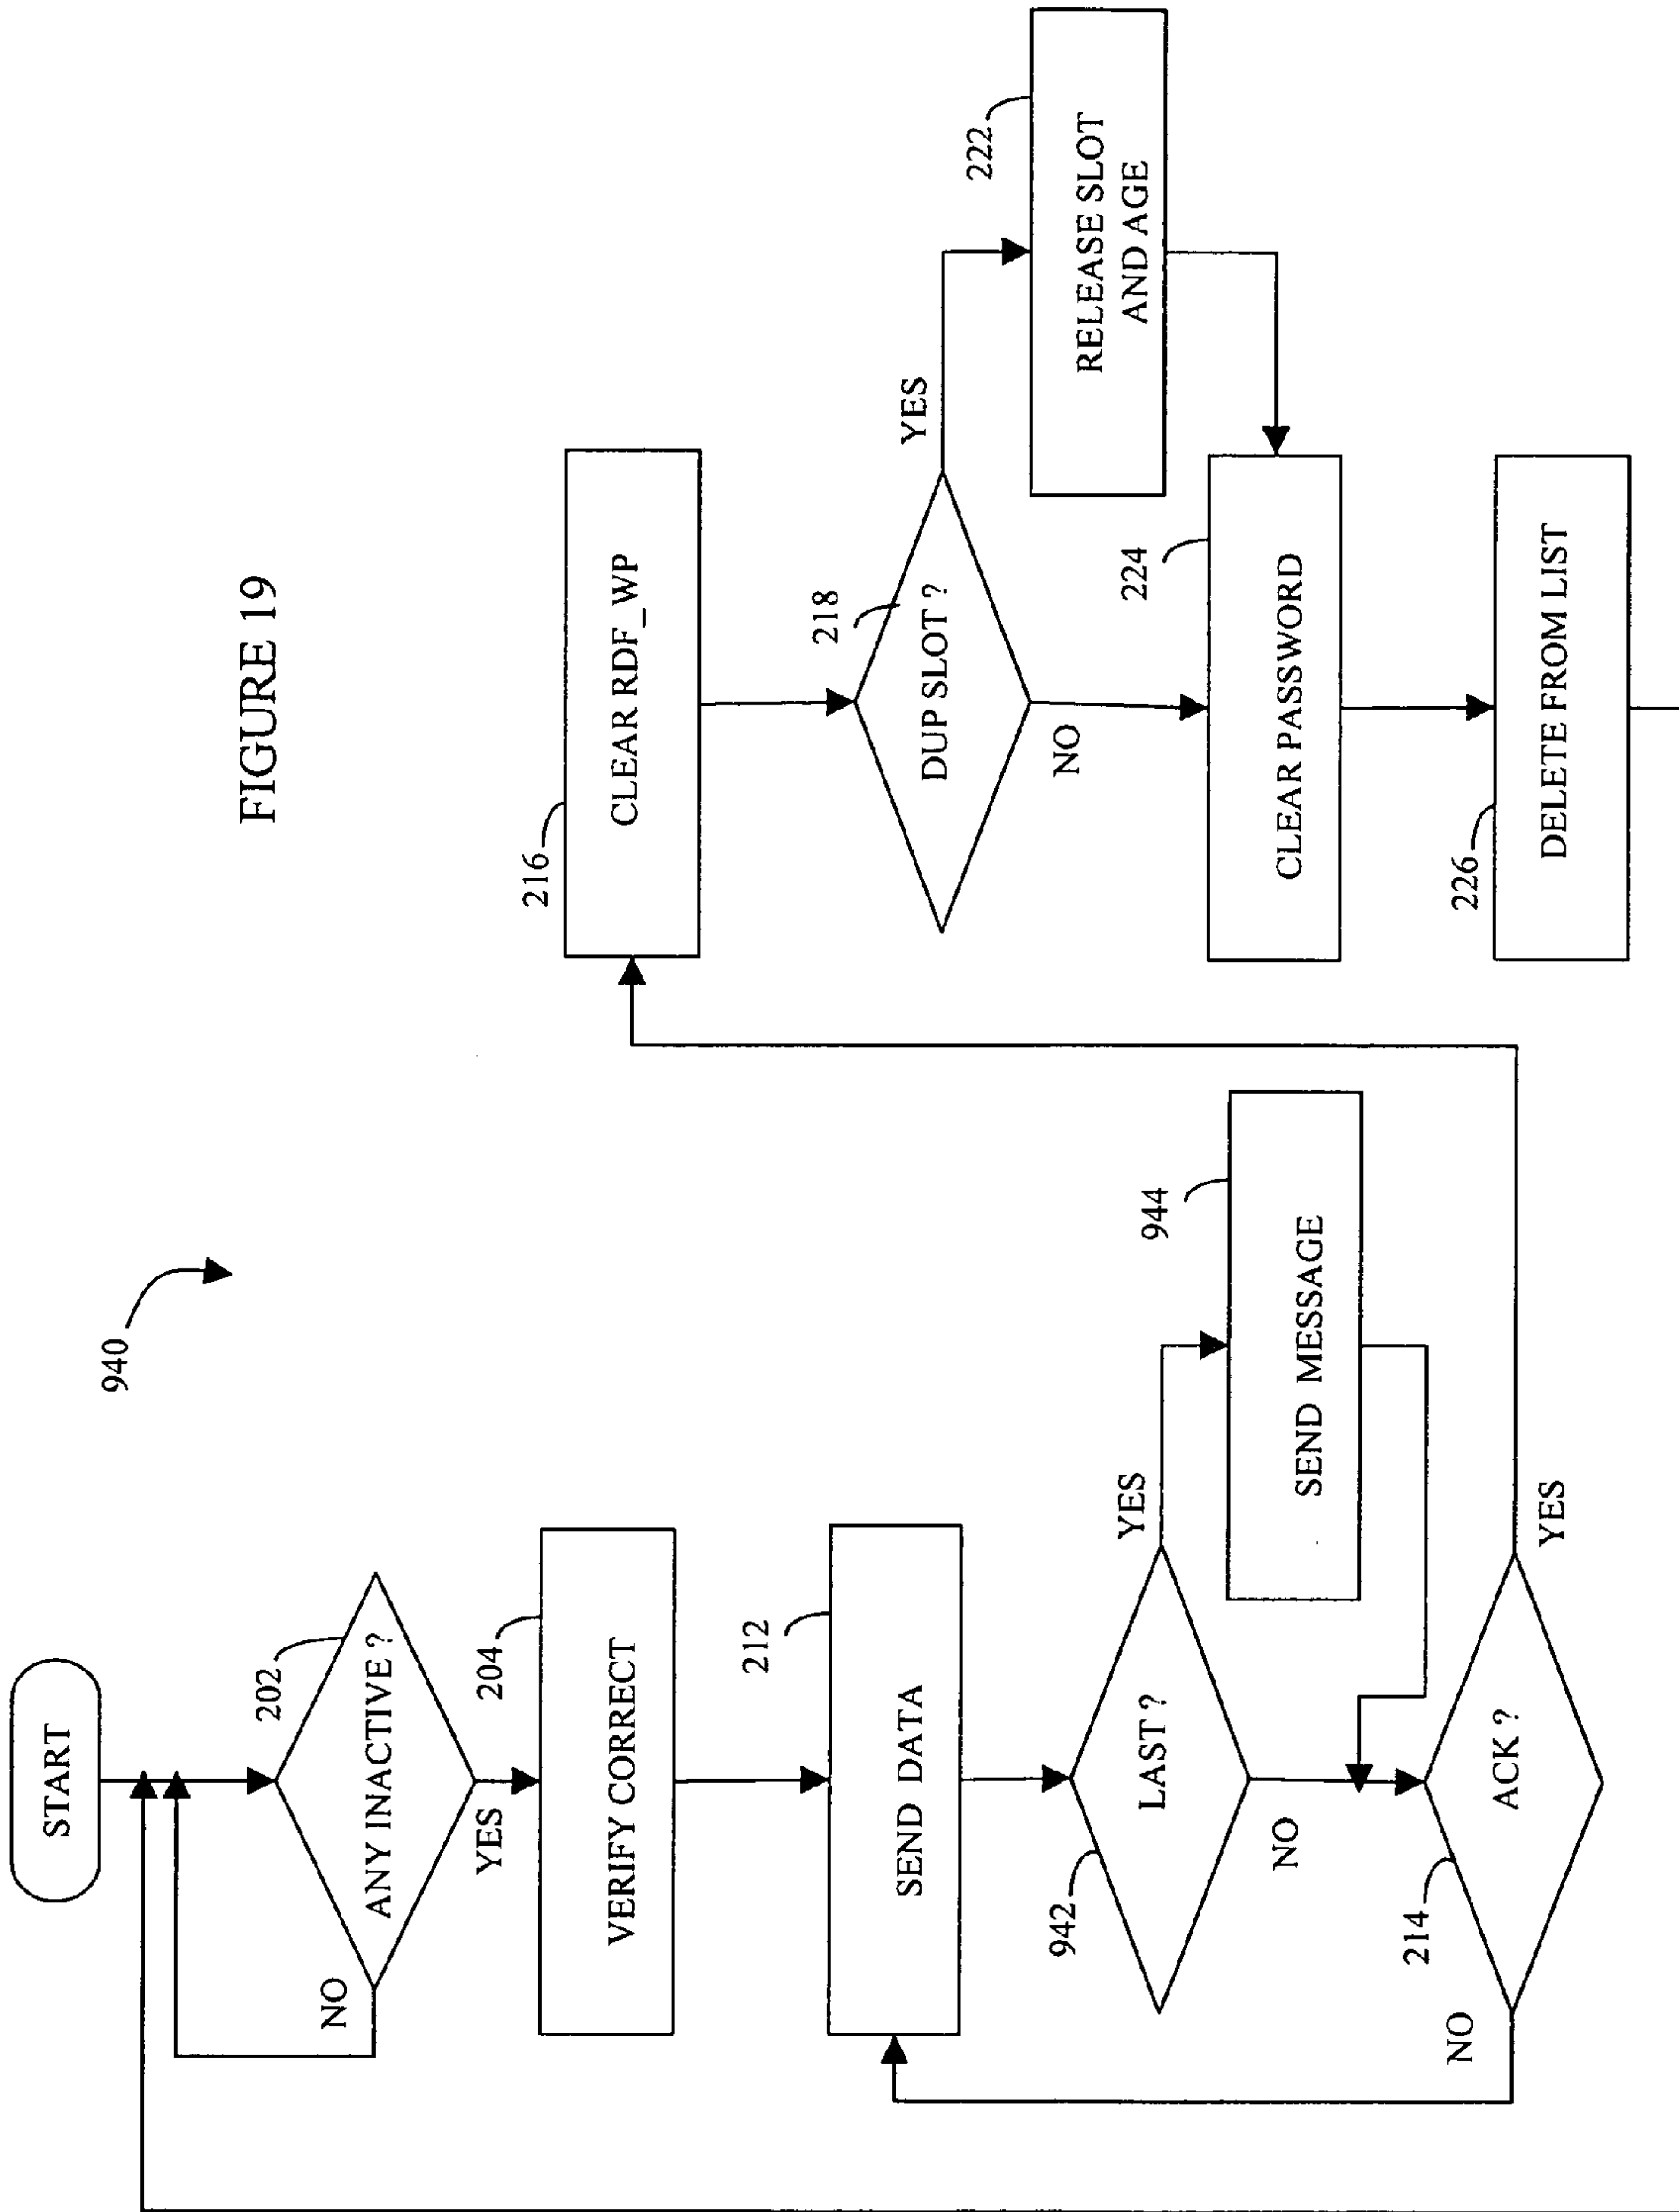 FIGURE 19
940
START
202
ANY INACTIVE ?
NO
YES
204
VERIFY CORRECT
212
SEND DATA
942
LAST ?
YES
NO
944
SEND MESSAGE
214
ACK ?
NO
YES
216
CLEAR RDF_WP
218
DUP SLOT ?
YES
NO
222
RELEASE SLOT
AND AGE
224
CLEAR PASSWORD
226
DELETE FROM LIST